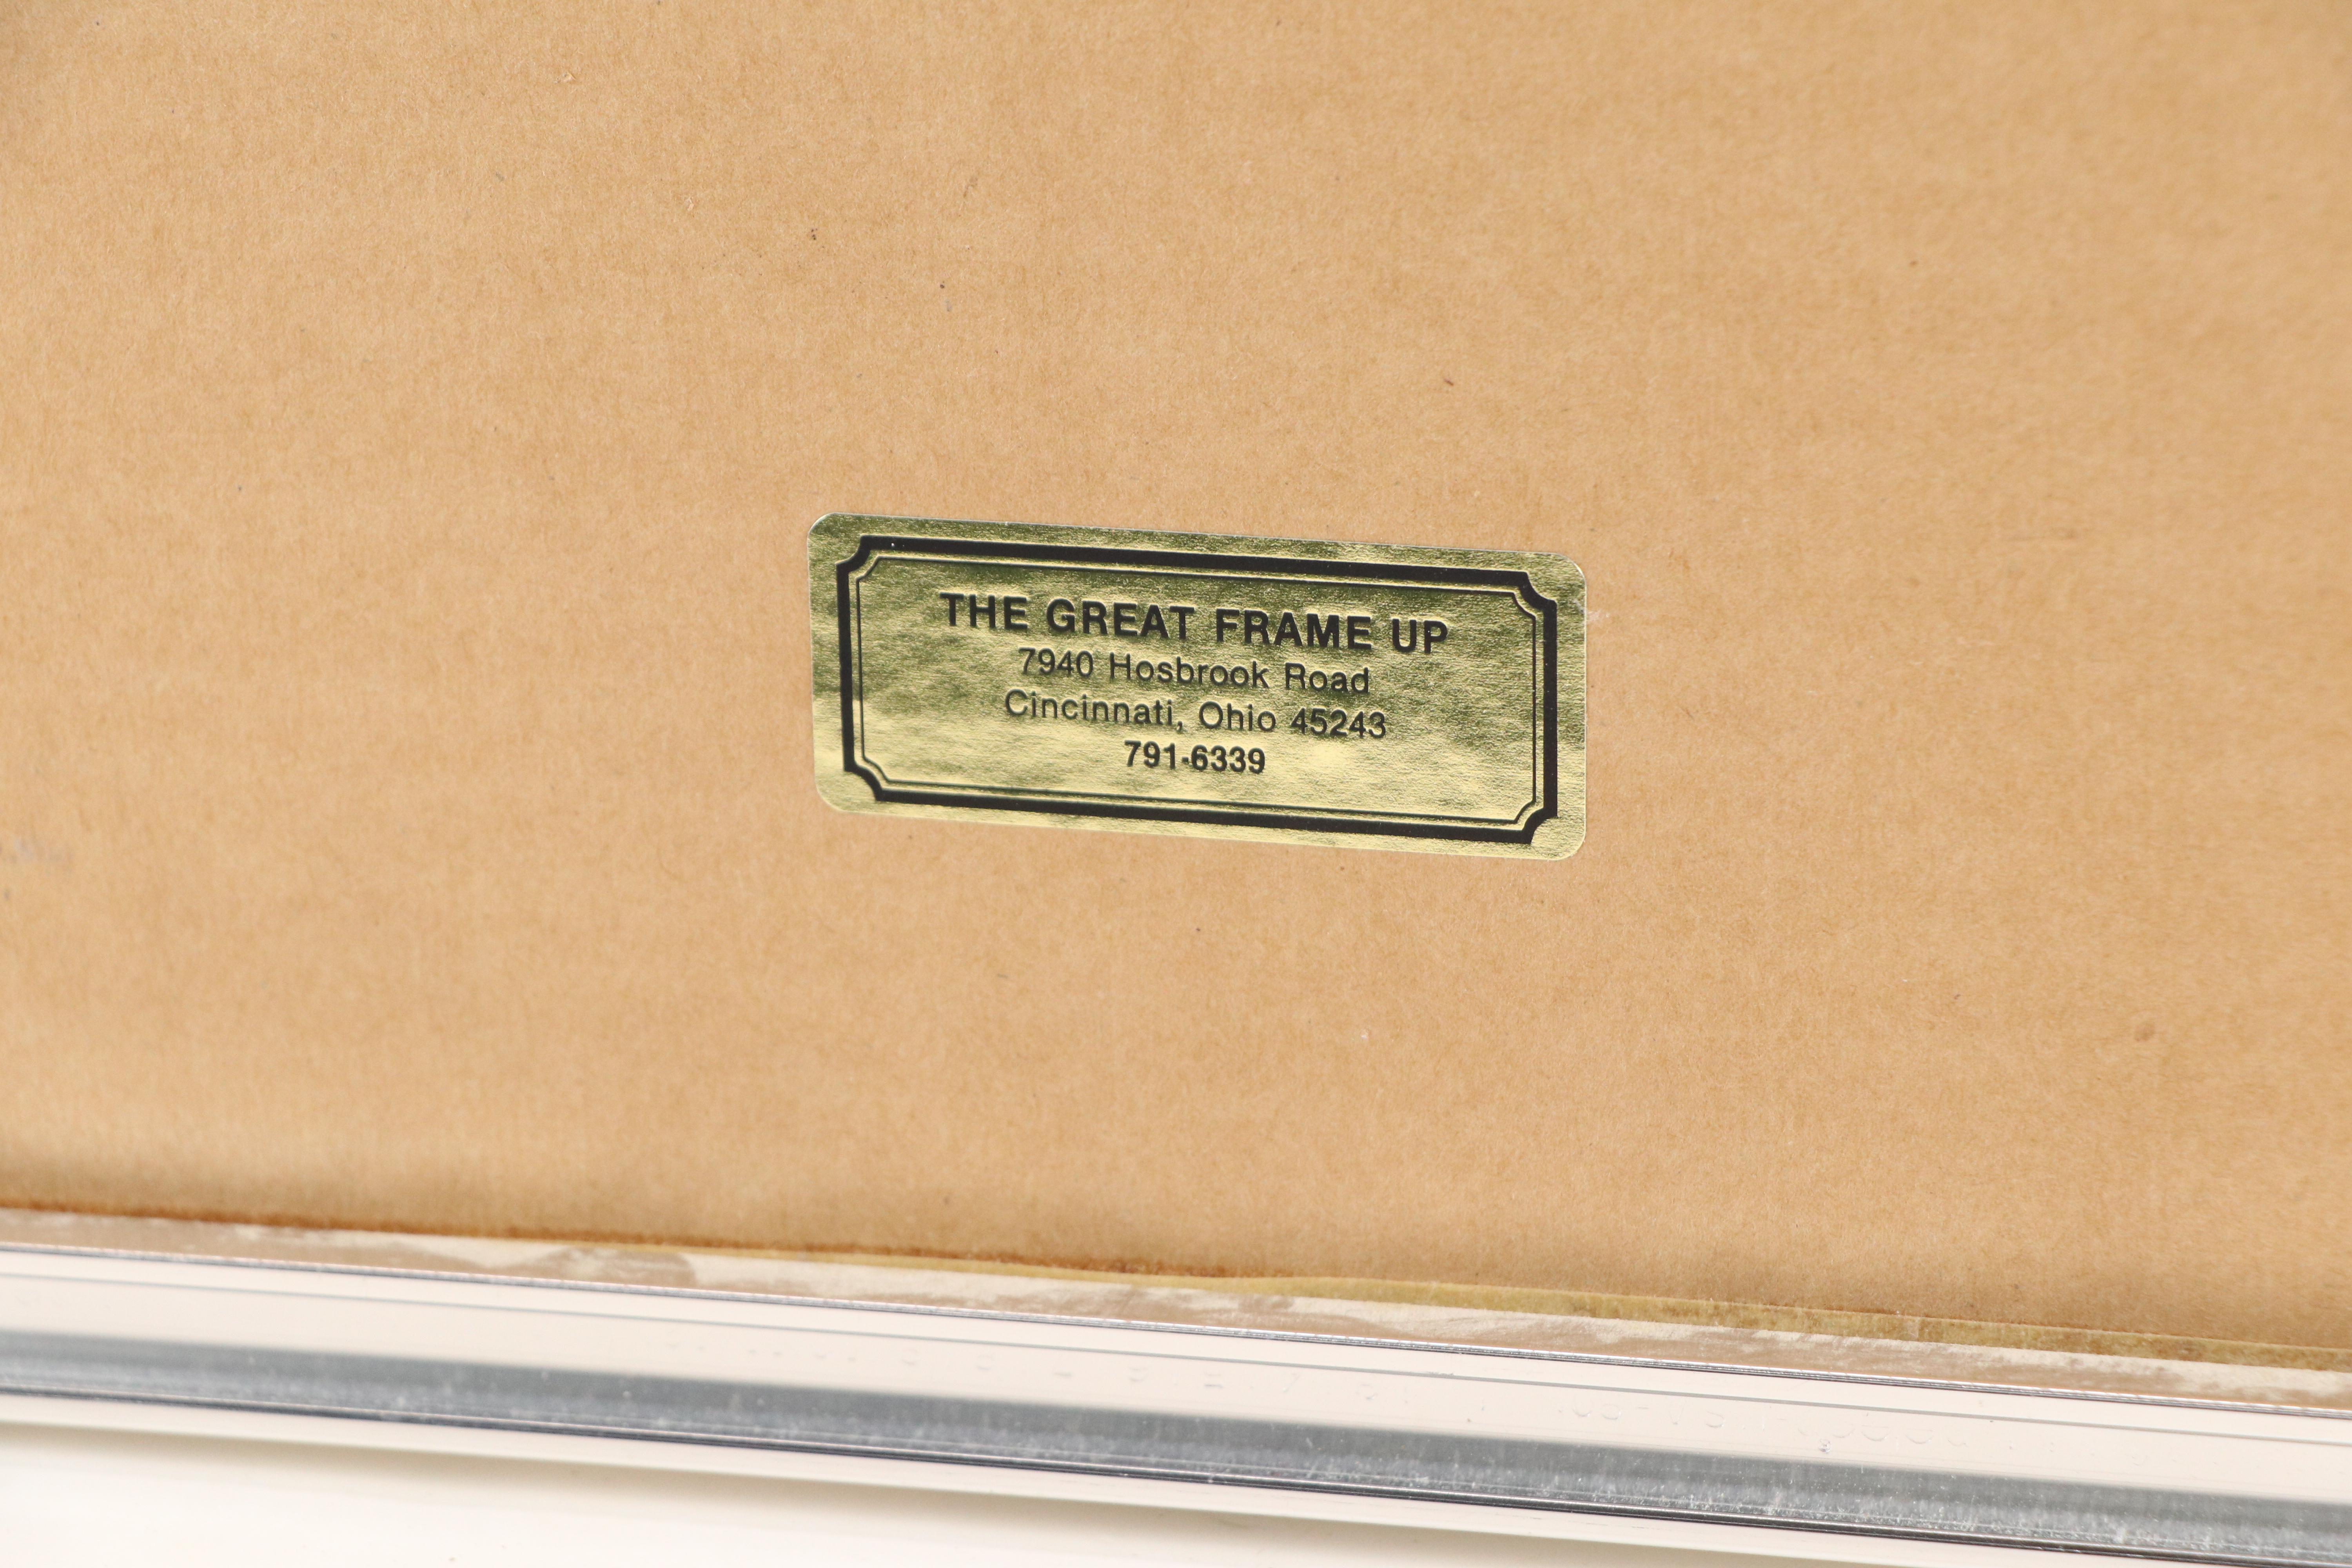 THE GREAT FRAME UP
7940 Hosbrook Road
Cincinnati, Ohio 45243
791-6339